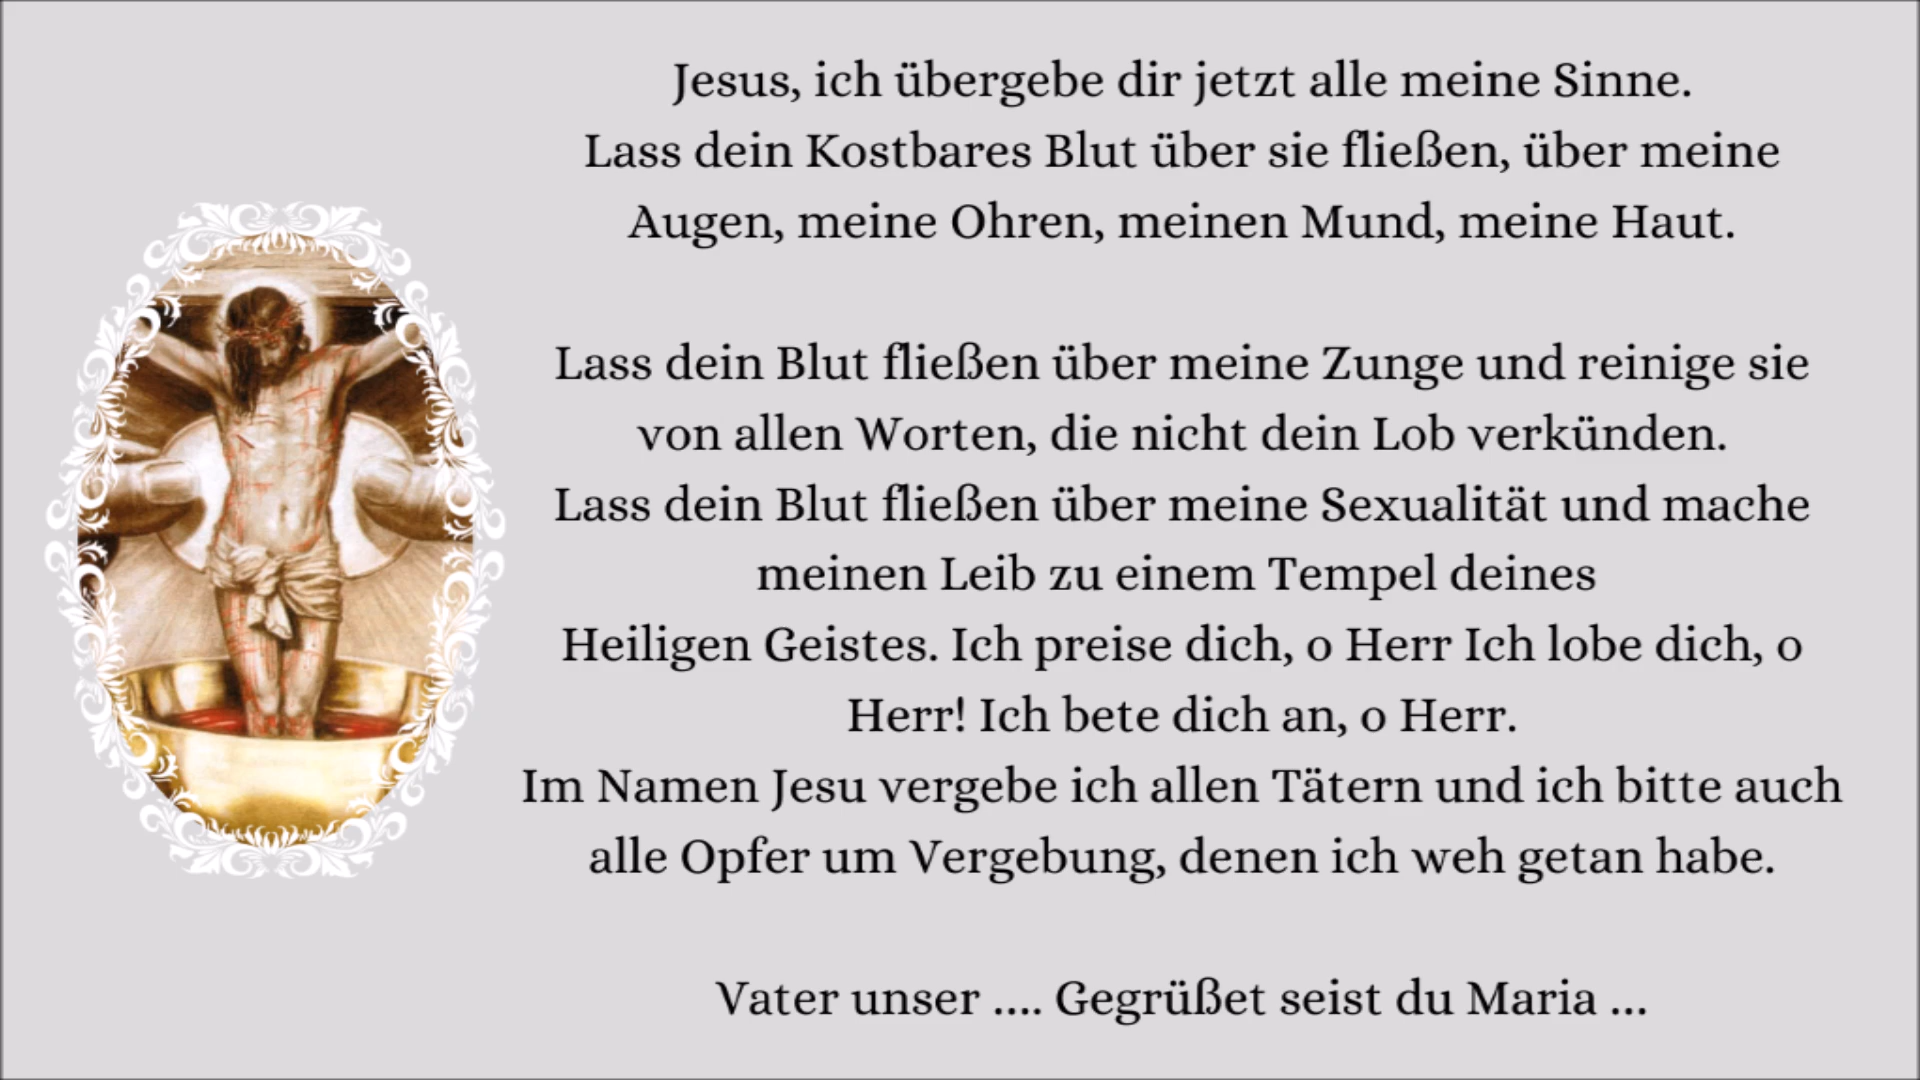 Jesus, ich übergebe dir jetzt alle meine Sinne.
Lass dein Kostbares Blut über sie fließen, über meine
Augen, meine Ohren, meinen Mund, meine Haut.
Lass dein Blut fließen über meine Zunge und reinige sie
von allen Worten, die nicht dein Lob verkünden.
Lass dein Blut fließen über meine Sexualität und mache
meinen Leib zu einem Tempel deines
Heiligen Geistes. Ich preise dich, o Herr Ich lobe dich, o
Herr! Ich bete dich an, o Herr.
Im Namen Jesu vergebe ich allen Tätern und ich bitte auch
alle Opfer um Vergebung, denen ich weh getan habe.
Vater unser .... Gegrüßet seist du Maria ...